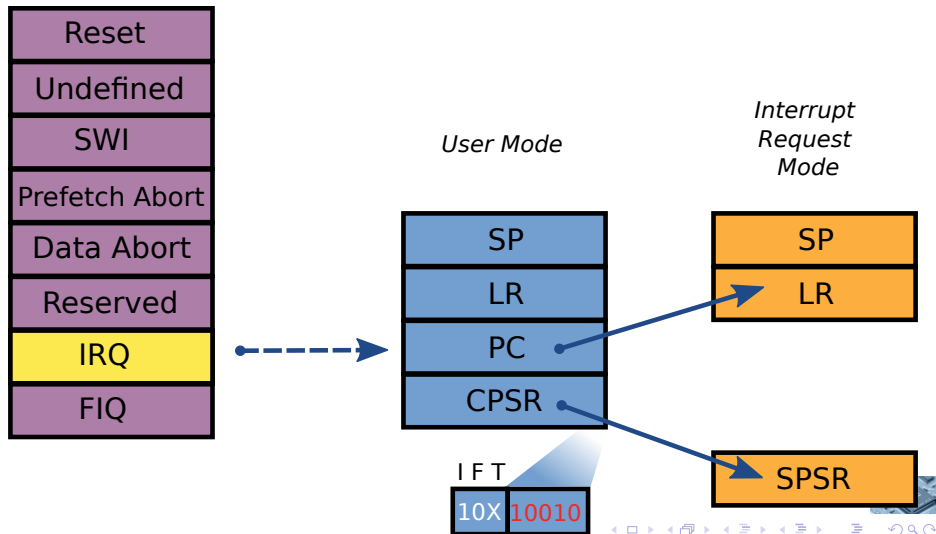 Reset
Undefined
SWI
Prefetch Abort
Data Abort
Reserved
IRQ
FIQ
User Mode
SP
LR
PC
CPSR
I F T
10X 10010
Interrupt
Request
Mode
SP
LR
SPSR